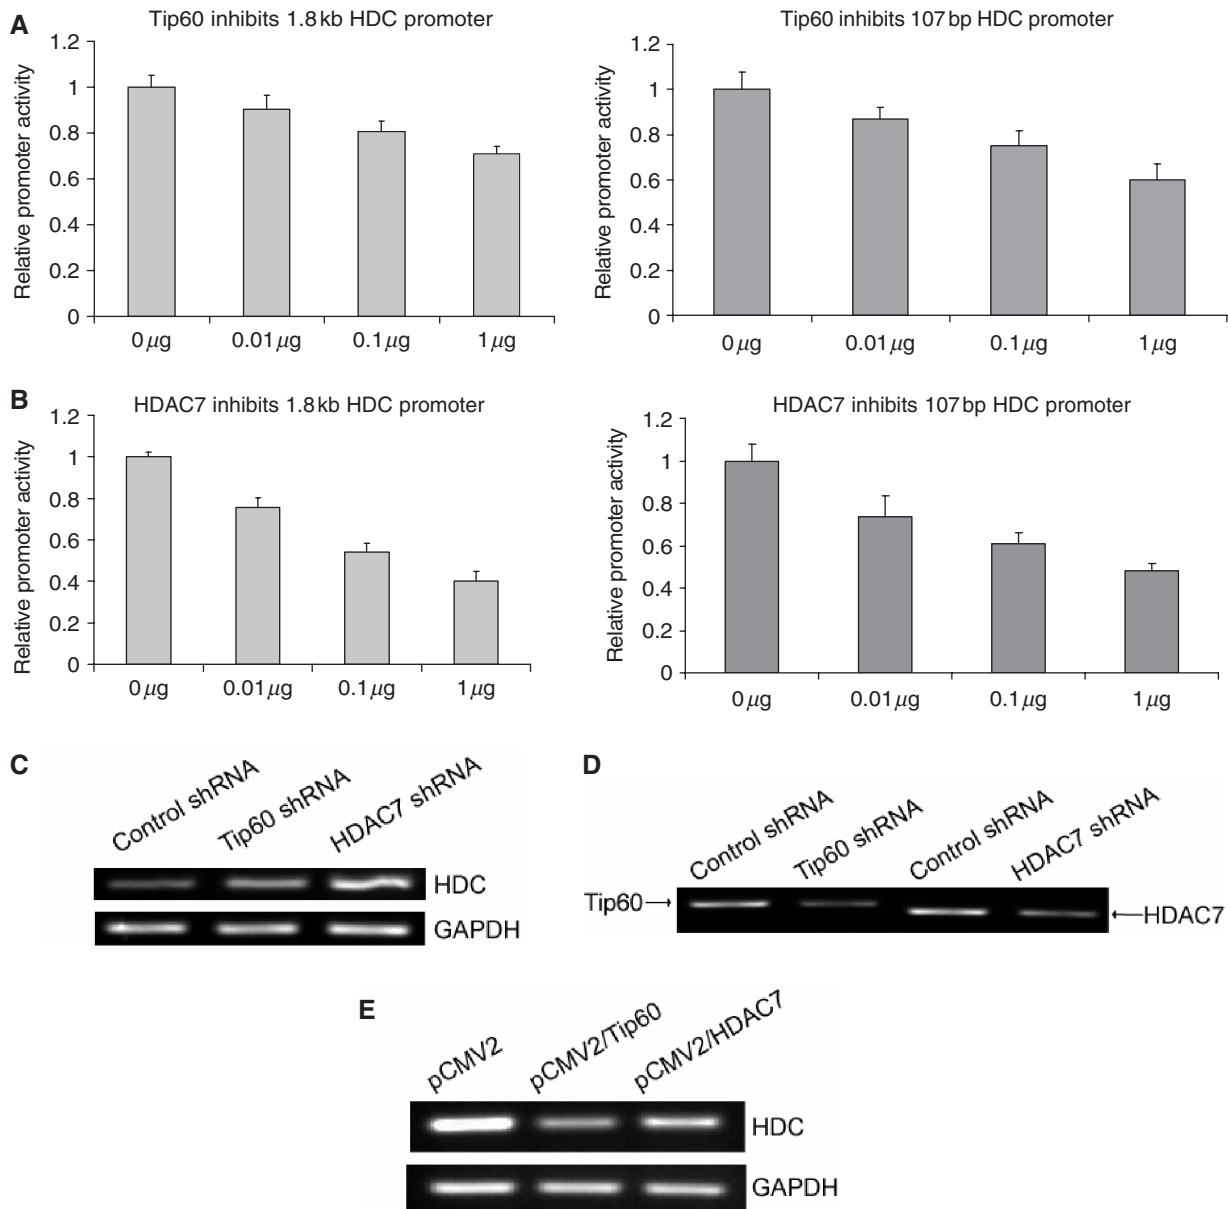 A
Tip60 inhibits 1.8 kb HDC promoter
Relative promoter activity
1.2
1
0.8
0.6
0.4
0.2
0
0 μg
0.01 μg
0.1 μg
1 μg
Tip60 inhibits 107 bp HDC promoter
Relative promoter activity
1.2
1
0.8
0.6
0.4
0.2
0
0 μg
0.01 μg
0.1 μg
1 μg
B
HDAC7 inhibits 1.8 kb HDC promoter
Relative promoter activity
1.2
1
0.8
0.6
0.4
0.2
0
0 μg
0.01 μg
0.1 μg
1 μg
HDAC7 inhibits 107 bp HDC promoter
Relative promoter activity
1.2
1
0.8
0.6
0.4
0.2
0
0 μg
0.01 μg
0.1 μg
1 μg
C
Control shRNA
Tip60 shRNA
HDAC7 shRNA
HDC
GAPDH
D
Control shRNA
Tip60 shRNA
Control shRNA
HDAC7 shRNA
Tip60
HDAC7
E
pCMV2
pCMV2/Tip60
pCMV2/HDAC7
HDC
GAPDH